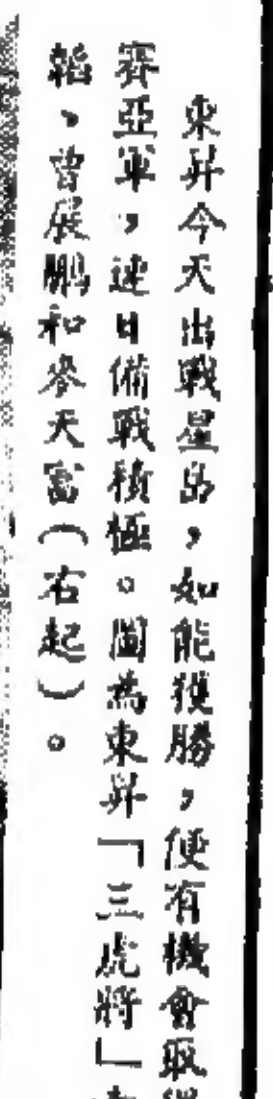 東昇今天出戰星島，如能獲勝，便有機會取
賽亞軍，連日備戰積極。圖為東昇「三虎將」
韜、曾展鵬和麥天富（右起）。